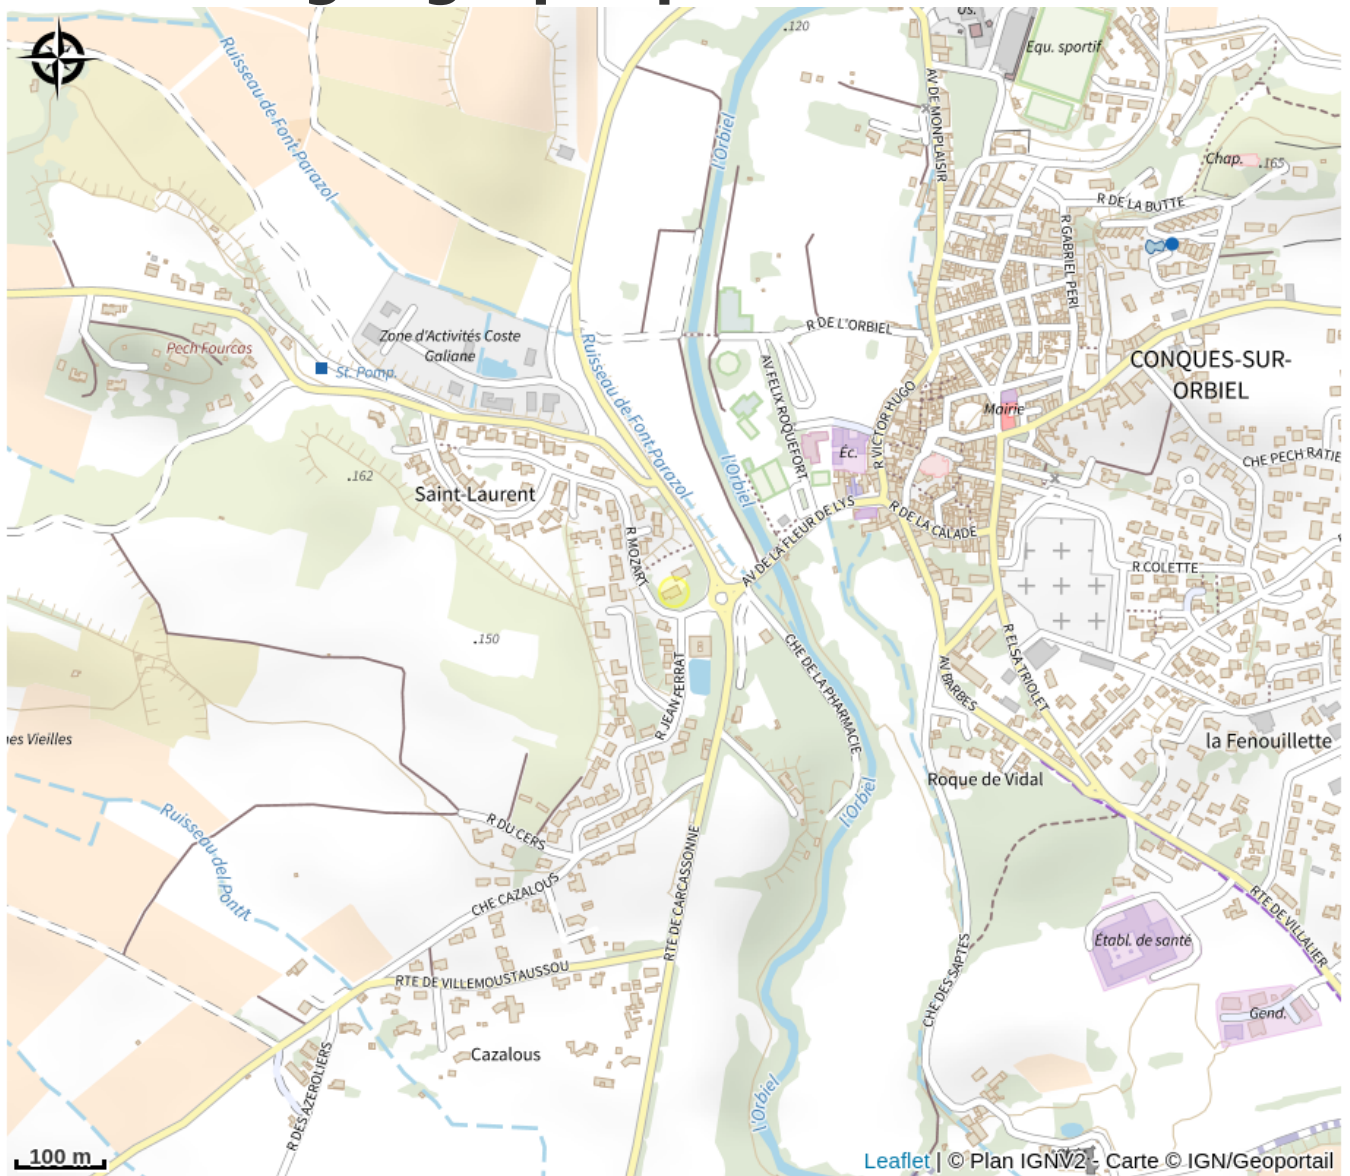 .120
Us.
Equ. sportif
Ruisseau de Font Parazol
l'Orbiel
AV DE MONPLAISIR
Chap.
.165
R DE LA BUTTE
R GABRIEL PERI
R DE L'ORBIEL
Zone d'Activités Coste
Galiane
Pech Fourcas
St. Pomp.
Ruisseau de Font Parazol
AV FELIX ROQUEFORT
R VICTOR HUGO
Mairie
CONQUES-SUR-
ORBIEL
Éc.
CHE PECH RATIE
.162
Saint-Laurent
l'Orbiel
AV DE LA FLEUR DE LYS
R DE LA CALADE
R MOZART
R COLETTE
.150
R JEAN FERRAT
CHE DE LA PHARMACIE
AV BARBES
R ELSA TRIOLET
es Vieilles
la Fenouillette
Roque de Vidal
l'Orbiel
Ruisseau del Pontil
R DU CERS
CHE CAZALOUS
RTE DE CARCASSONNE
RTE DE VILLEMOUSTAUSSOU
CHE DES SAPTES
Établ. de santé
RTE DE VILLALIER
Gend.
Cazalous
R DES AZEROLIERS
l'Orbiel
100 m
Leaflet | © Plan IGNV2 - Carte © IGN/Geoportail